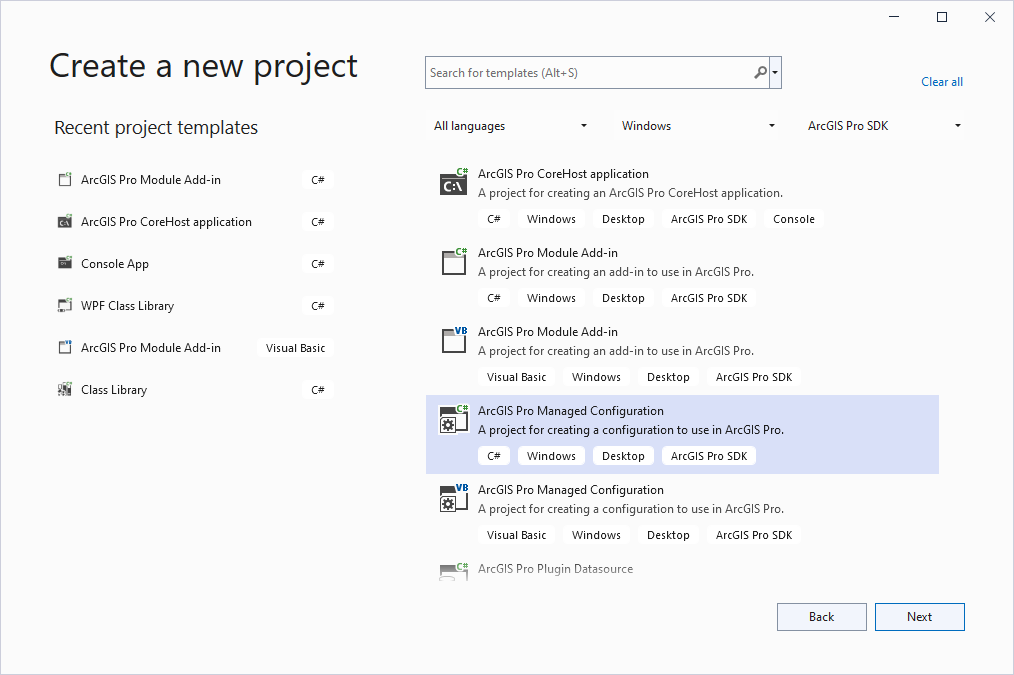 Create a new project
Search for templates (Alt+S)
Clear all
Recent project templates
All languages
Windows
ArcGIS Pro SDK
ArcGIS Pro Module Add-in
C#
ArcGIS Pro CoreHost application
C#
Console App
C#
WPF Class Library
C#
ArcGIS Pro Module Add-in
Visual Basic
Class Library
C#
C#
C:\
ArcGIS Pro CoreHost application
A project for creating an ArcGIS Pro CoreHost application.
C# Windows Desktop ArcGIS Pro SDK Console
C#
ArcGIS Pro Module Add-in
A project for creating an add-in to use in ArcGIS Pro.
C# Windows Desktop ArcGIS Pro SDK
VB
ArcGIS Pro Module Add-in
A project for creating an add-in to use in ArcGIS Pro.
Visual Basic Windows Desktop ArcGIS Pro SDK
C#
ArcGIS Pro Managed Configuration
A project for creating a configuration to use in ArcGIS Pro.
C# Windows Desktop ArcGIS Pro SDK
VB
ArcGIS Pro Managed Configuration
A project for creating a configuration to use in ArcGIS Pro.
Visual Basic Windows Desktop ArcGIS Pro SDK
C#
ArcGIS Pro Plugin Datasource
Back
Next